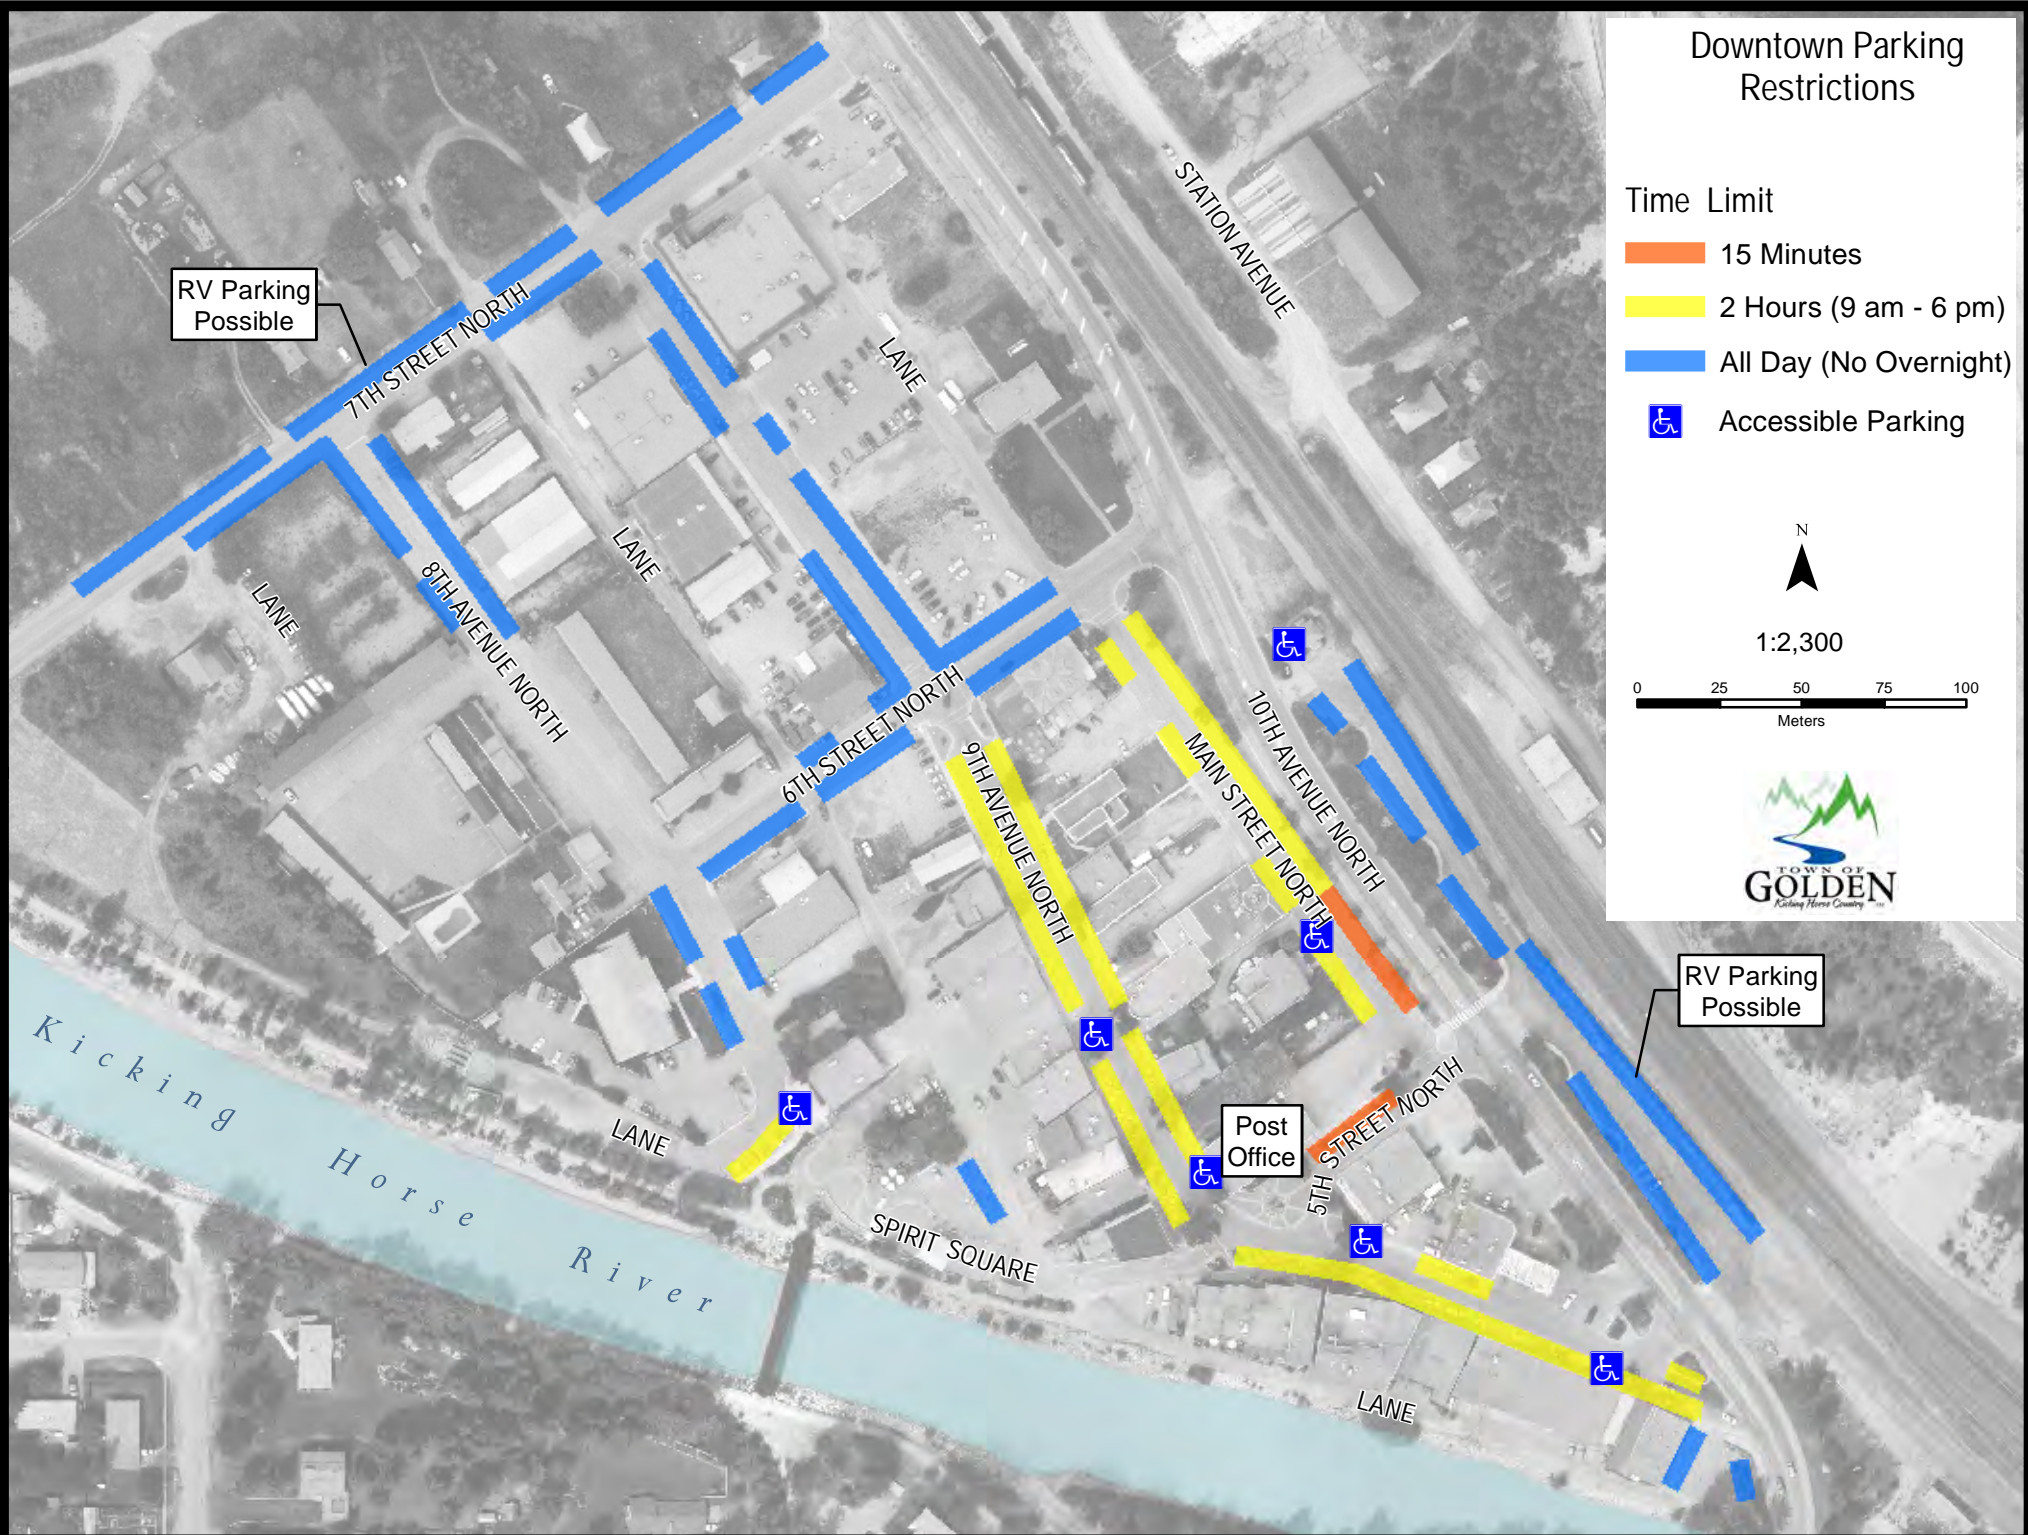 Downtown Parking
Restrictions
Time Limit
15 Minutes
2 Hours (9 am - 6 pm)
All Day (No Overnight)
Accessible Parking
N
1:2,300
0 25 50 75 100
Meters
TOWN OF
GOLDEN
Kicking Horse Country
STATION AVENUE
RV Parking
Possible
7TH STREET NORTH
LANE
LANE
LANE
8TH AVENUE NORTH
6TH STREET NORTH
9TH AVENUE NORTH
MAIN STREET NORTH
10TH AVENUE NORTH
RV Parking
Possible
Post
Office
5TH STREET NORTH
LANE
SPIRIT SQUARE
LANE
Kicking Horse River